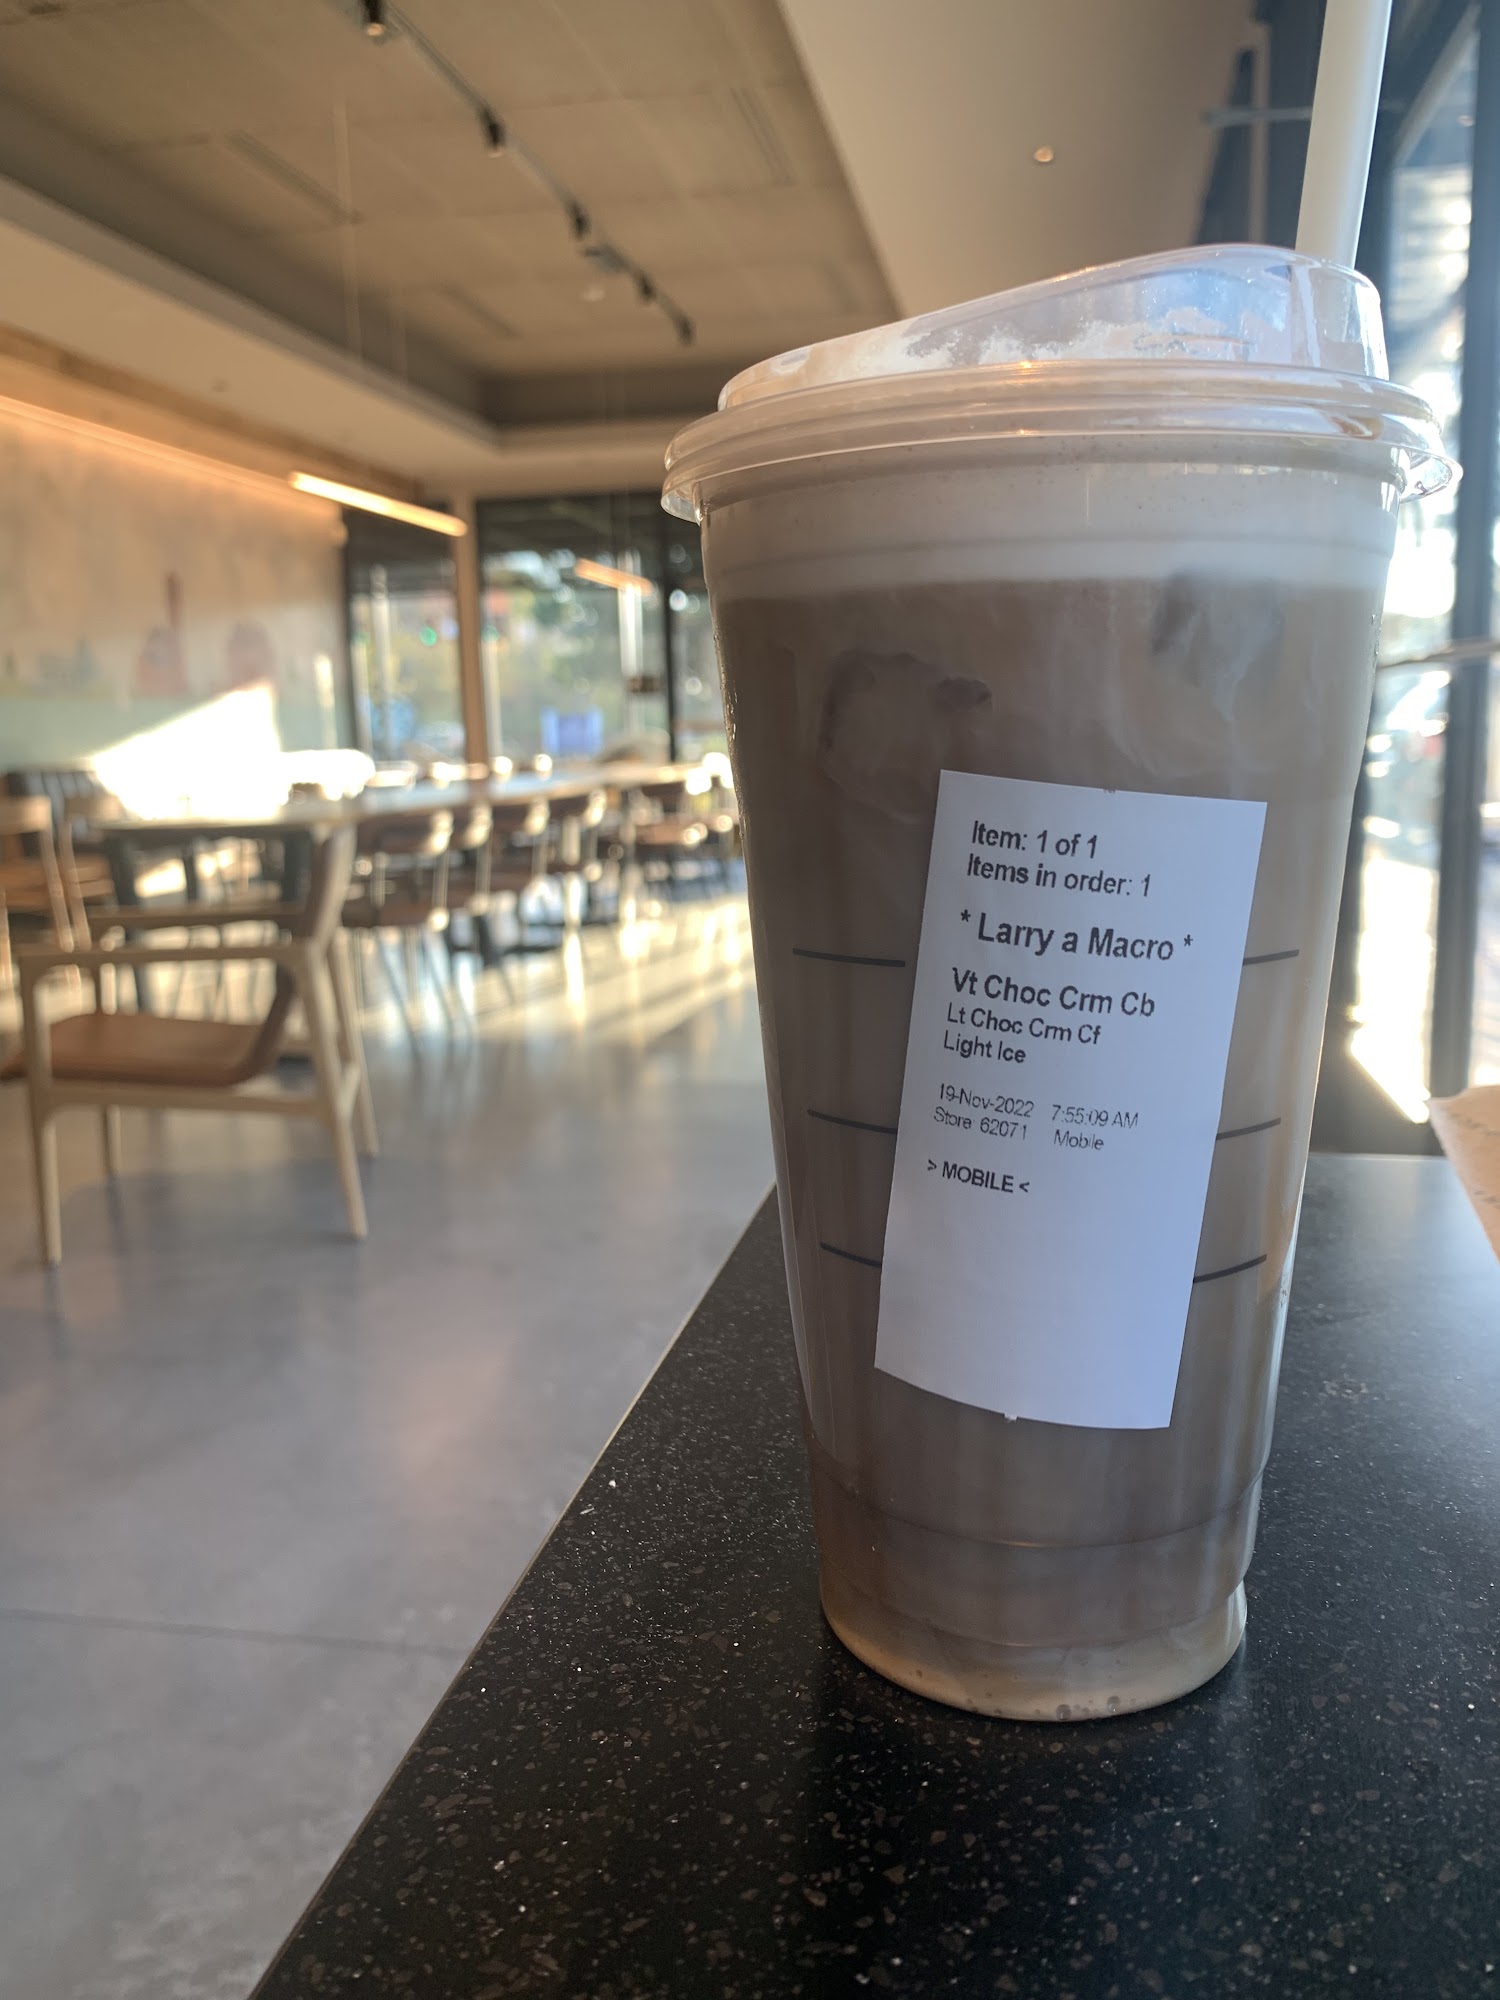 Item: 1 of 1
Items in order: 1
* Larry a Macro *
Vt Choc Crm Cb
Lt Choc Crm Cf
Light Ice
19-Nov-2022 7:55:09 AM
Store: 62071 Mobile
> MOBILE <